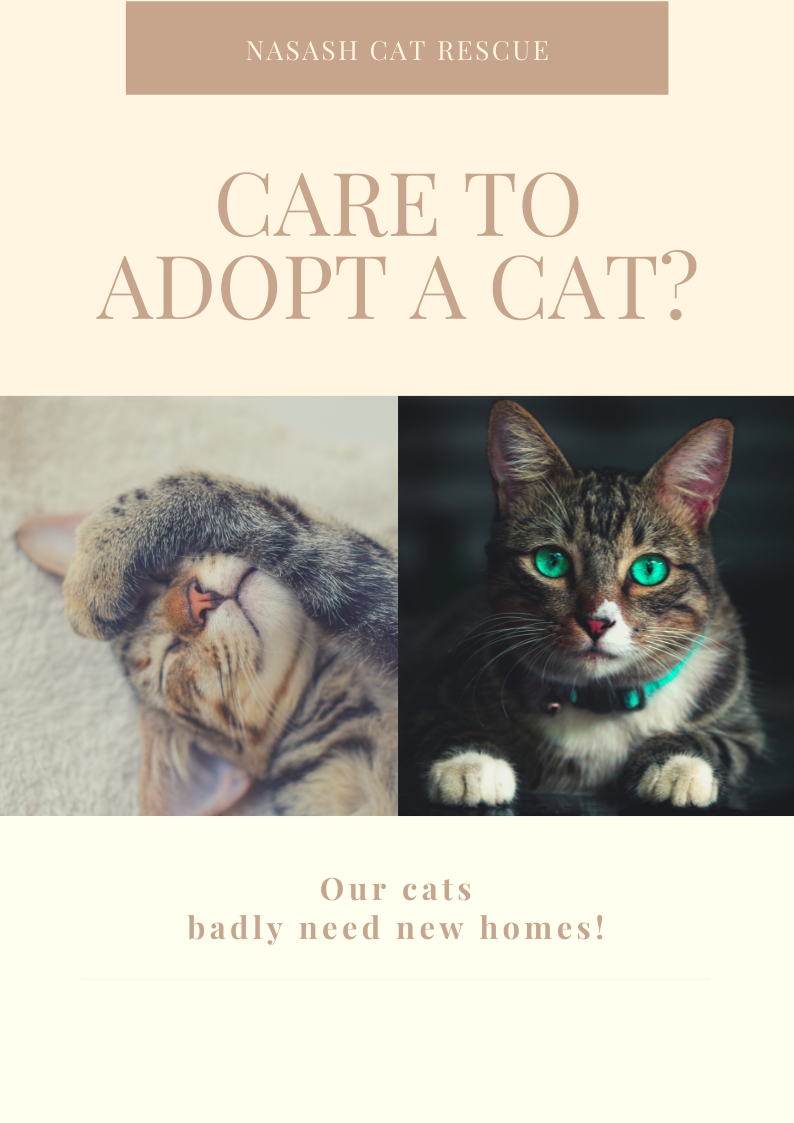 NASASH CAT RESCUE
CARE TO
ADOPT A CAT?
Our cats
badly need new homes!